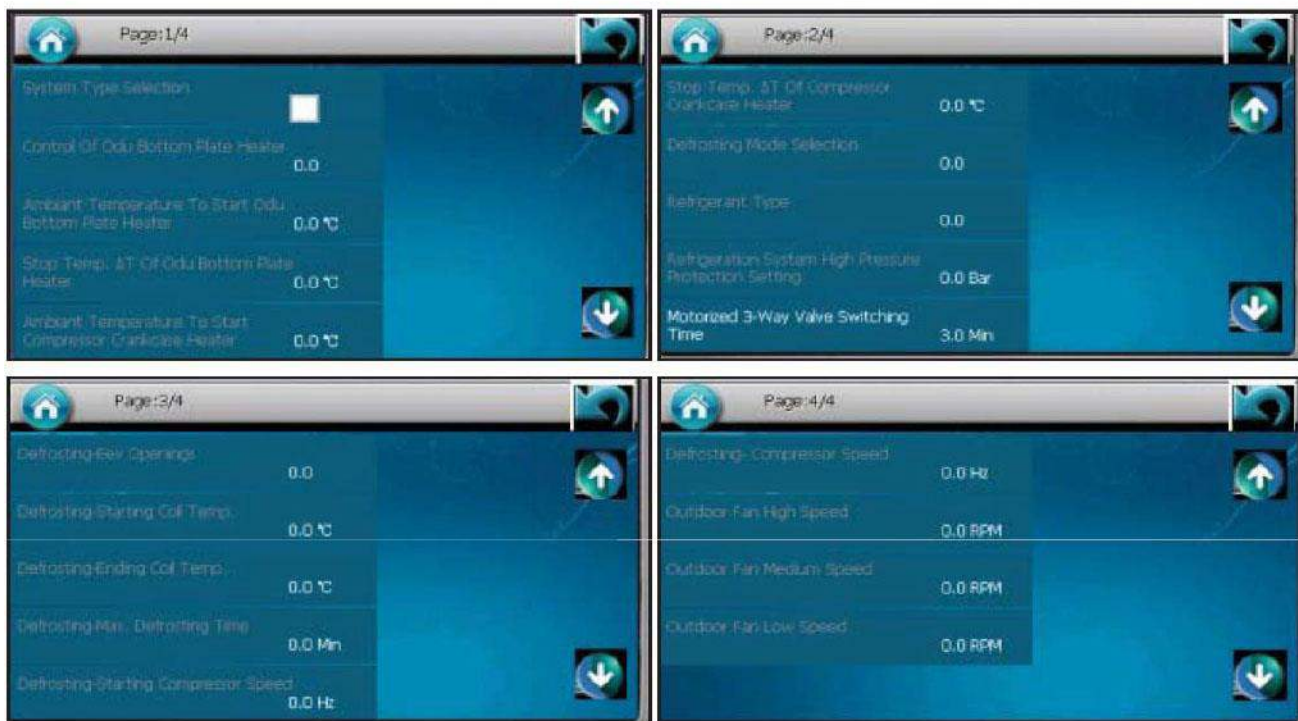 Page:1/4
System Type Selection
Control Of Odu Bottom Plate Heater
0.0
Ambient Temperature To Start Odu
Bottom Plate Heater
0.0 ℃
Stop Temp. ΔT Of Odu Bottom Plate
Heater
0.0 ℃
Ambient Temperature To Start
Compressor Crankcase Heater
0.0 ℃
Page:2/4
Stop Temp. ΔT Of Compressor
Crankcase Heater
0.0 ℃
Defrosting Mode Selection
0.0
Refrigerant Type
0.0
Refrigeration System High Pressure
Protection Setting
0.0 Bar
Motorized 3-Way Valve Switching
Time
3.0 Min
Page:3/4
Defrosting-Eev Openings
0.0
Defrosting-Starting Coil Temp.
0.0 ℃
Defrosting-Ending Coil Temp.
0.0 ℃
Defrosting-Max. Defrosting Time
0.0 Min
Defrosting-Starting Compressor Speed
0.0 Hz
Page:4/4
Defrosting- Compressor Speed
0.0 Hz
Outdoor Fan High Speed
0.0 RPM
Outdoor Fan Medium Speed
0.0 RPM
Outdoor Fan Low Speed
0.0 RPM